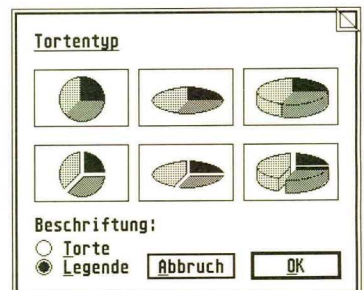 Tortentyp
Beschriftung:
Torte
Legende
Abbruch
OK